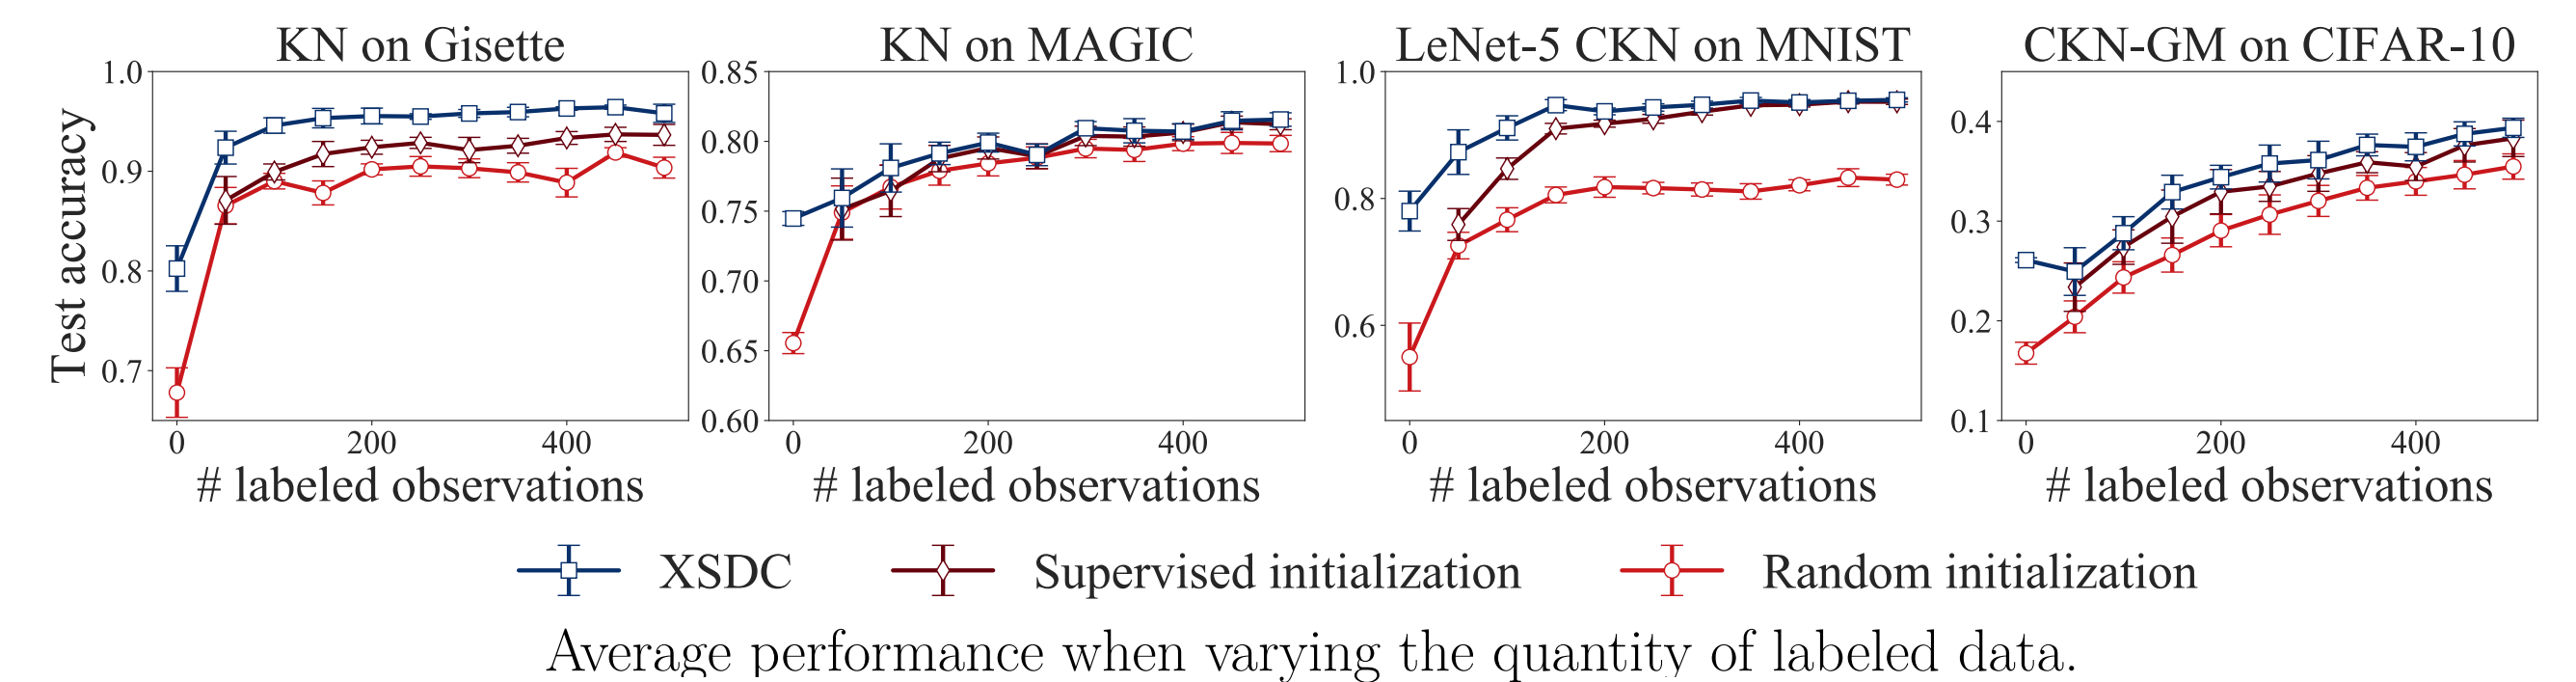 KN on Gisette
KN on MAGIC
LeNet-5 CKN on MNIST
CKN-GM on CIFAR-10
Test accuracy
1.0
0.9
0.8
0.7
0 200 400
# labeled observations
0.85
0.80
0.75
0.70
0.65
0.60
0 200 400
# labeled observations
1.0
0.8
0.6
0 200 400
# labeled observations
0.4
0.3
0.2
0.1
0 200 400
# labeled observations
XSDC
Supervised initialization
Random initialization
Average performance when varying the quantity of labeled data.